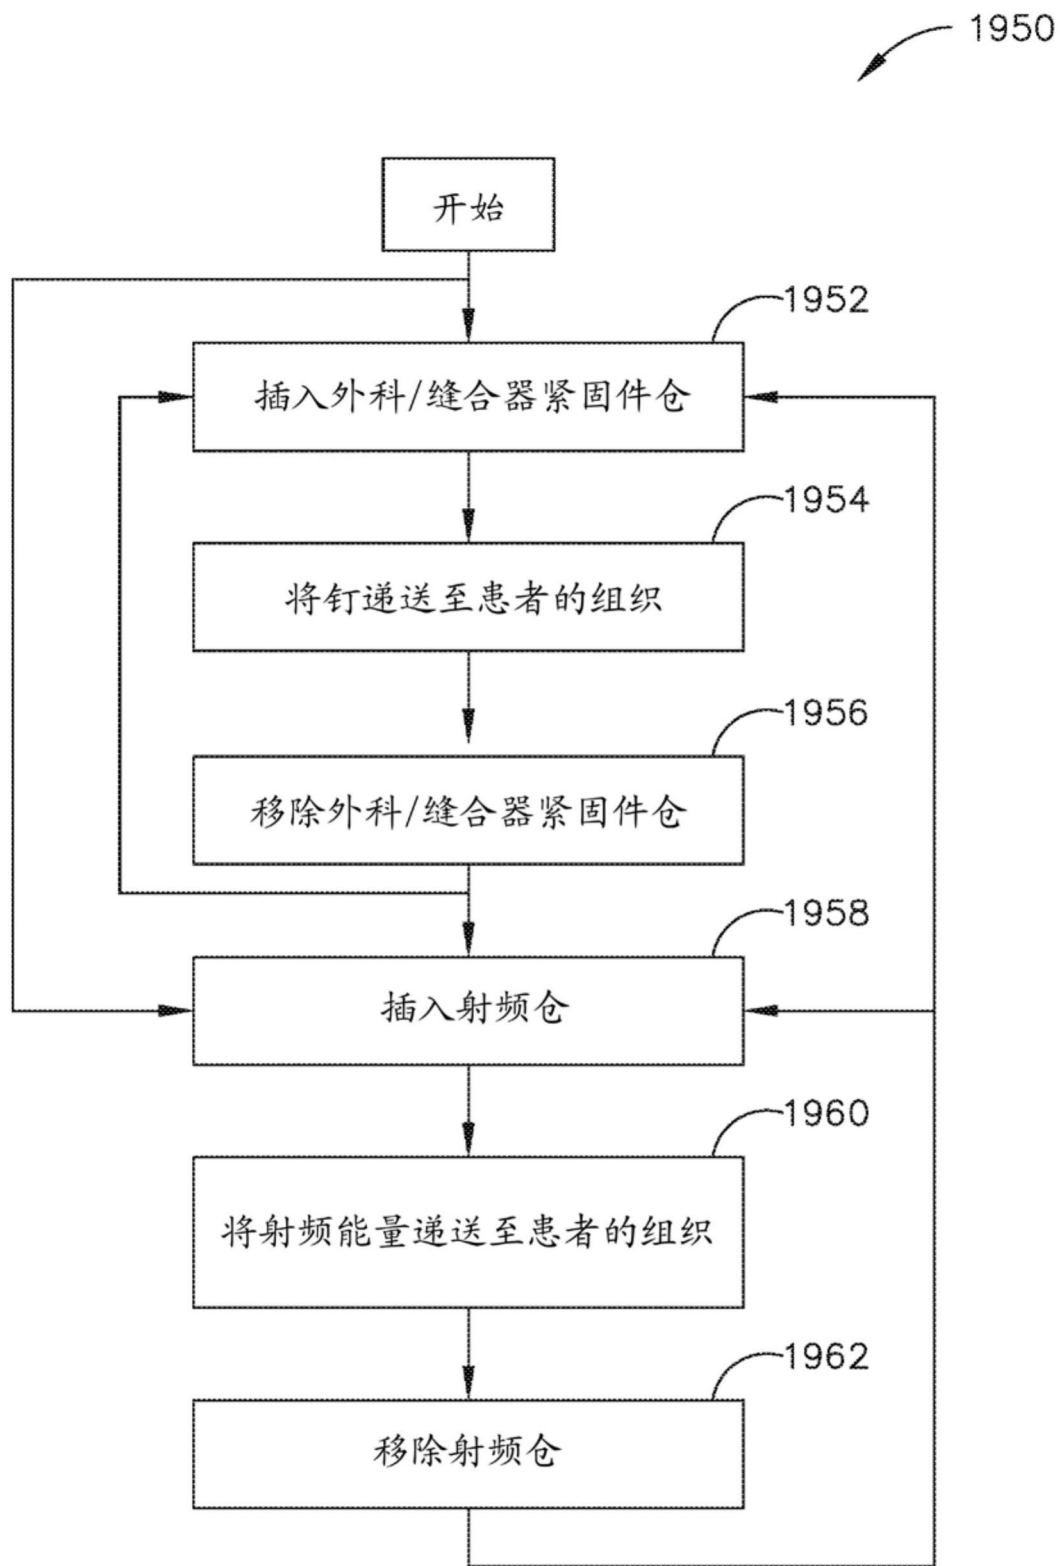 1950
开始
1952
插入外科/缝合器紧固件仓
1954
将钉递送至患者的组织
1956
移除外科/缝合器紧固件仓
1958
插入射频仓
1960
将射频能量递送至患者的组织
1962
移除射频仓